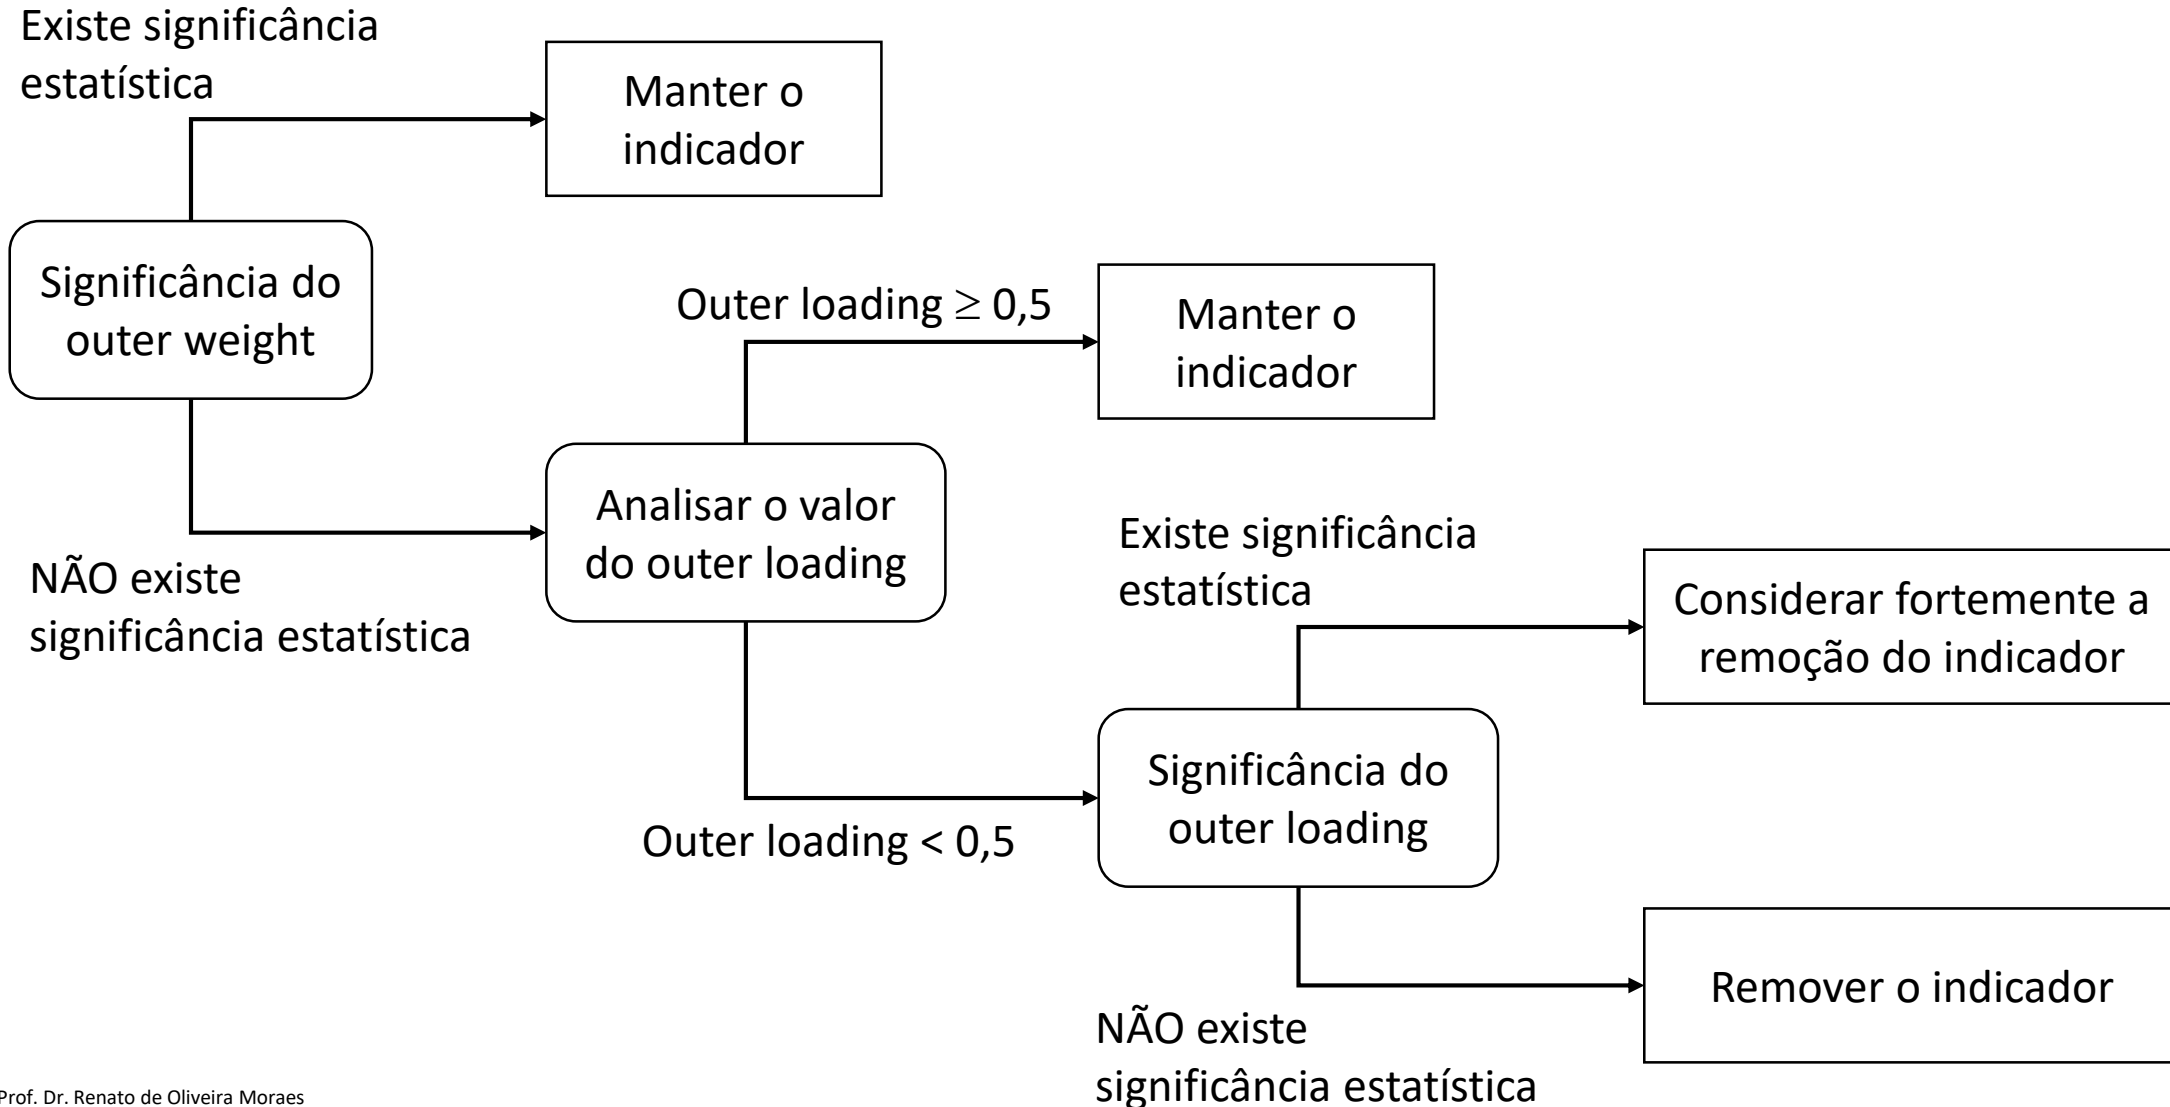 Existe significância
estatística
Manter o
indicador
Significância do
outer weight
Outer loading ≥ 0,5
Manter o
indicador
NÃO existe
significância estatística
Analisar o valor
do outer loading
Existe significância
estatística
Considerar fortemente a
remoção do indicador
Outer loading < 0,5
Significância do
outer loading
Remover o indicador
NÃO existe
significância estatística
Prof. Dr. Renato de Oliveira Moraes